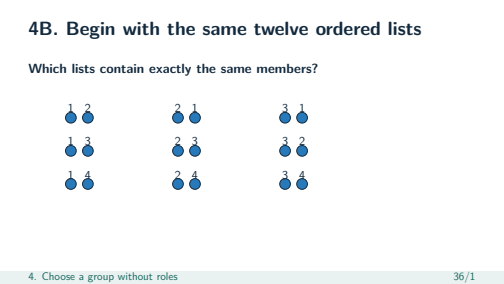 4B. Begin with the same twelve ordered lists
Which lists contain exactly the same members?
1 2 2 1 3 1
1 3 2 3 3 2
1 4 2 4 3 4
4. Choose a group without roles 36/1